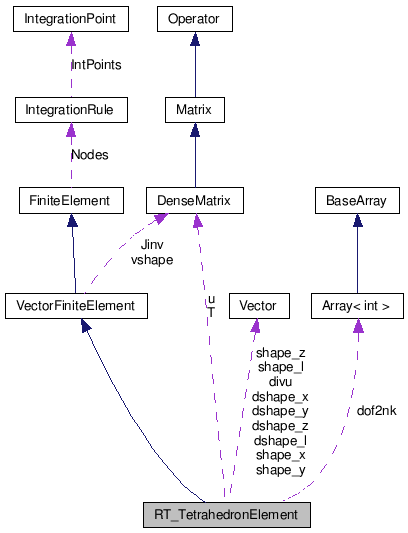 IntegrationPoint
Operator
IntPoints
IntegrationRule
Matrix
Nodes
FiniteElement
DenseMatrix
BaseArray
Jinv
vshape
VectorFiniteElement
u
T
Vector
Array< int >
shape_z
shape_l
divu
dshape_x
dshape_y
dshape_z
dshape_l
shape_x
shape_y
dof2nk
RT_TetrahedronElement